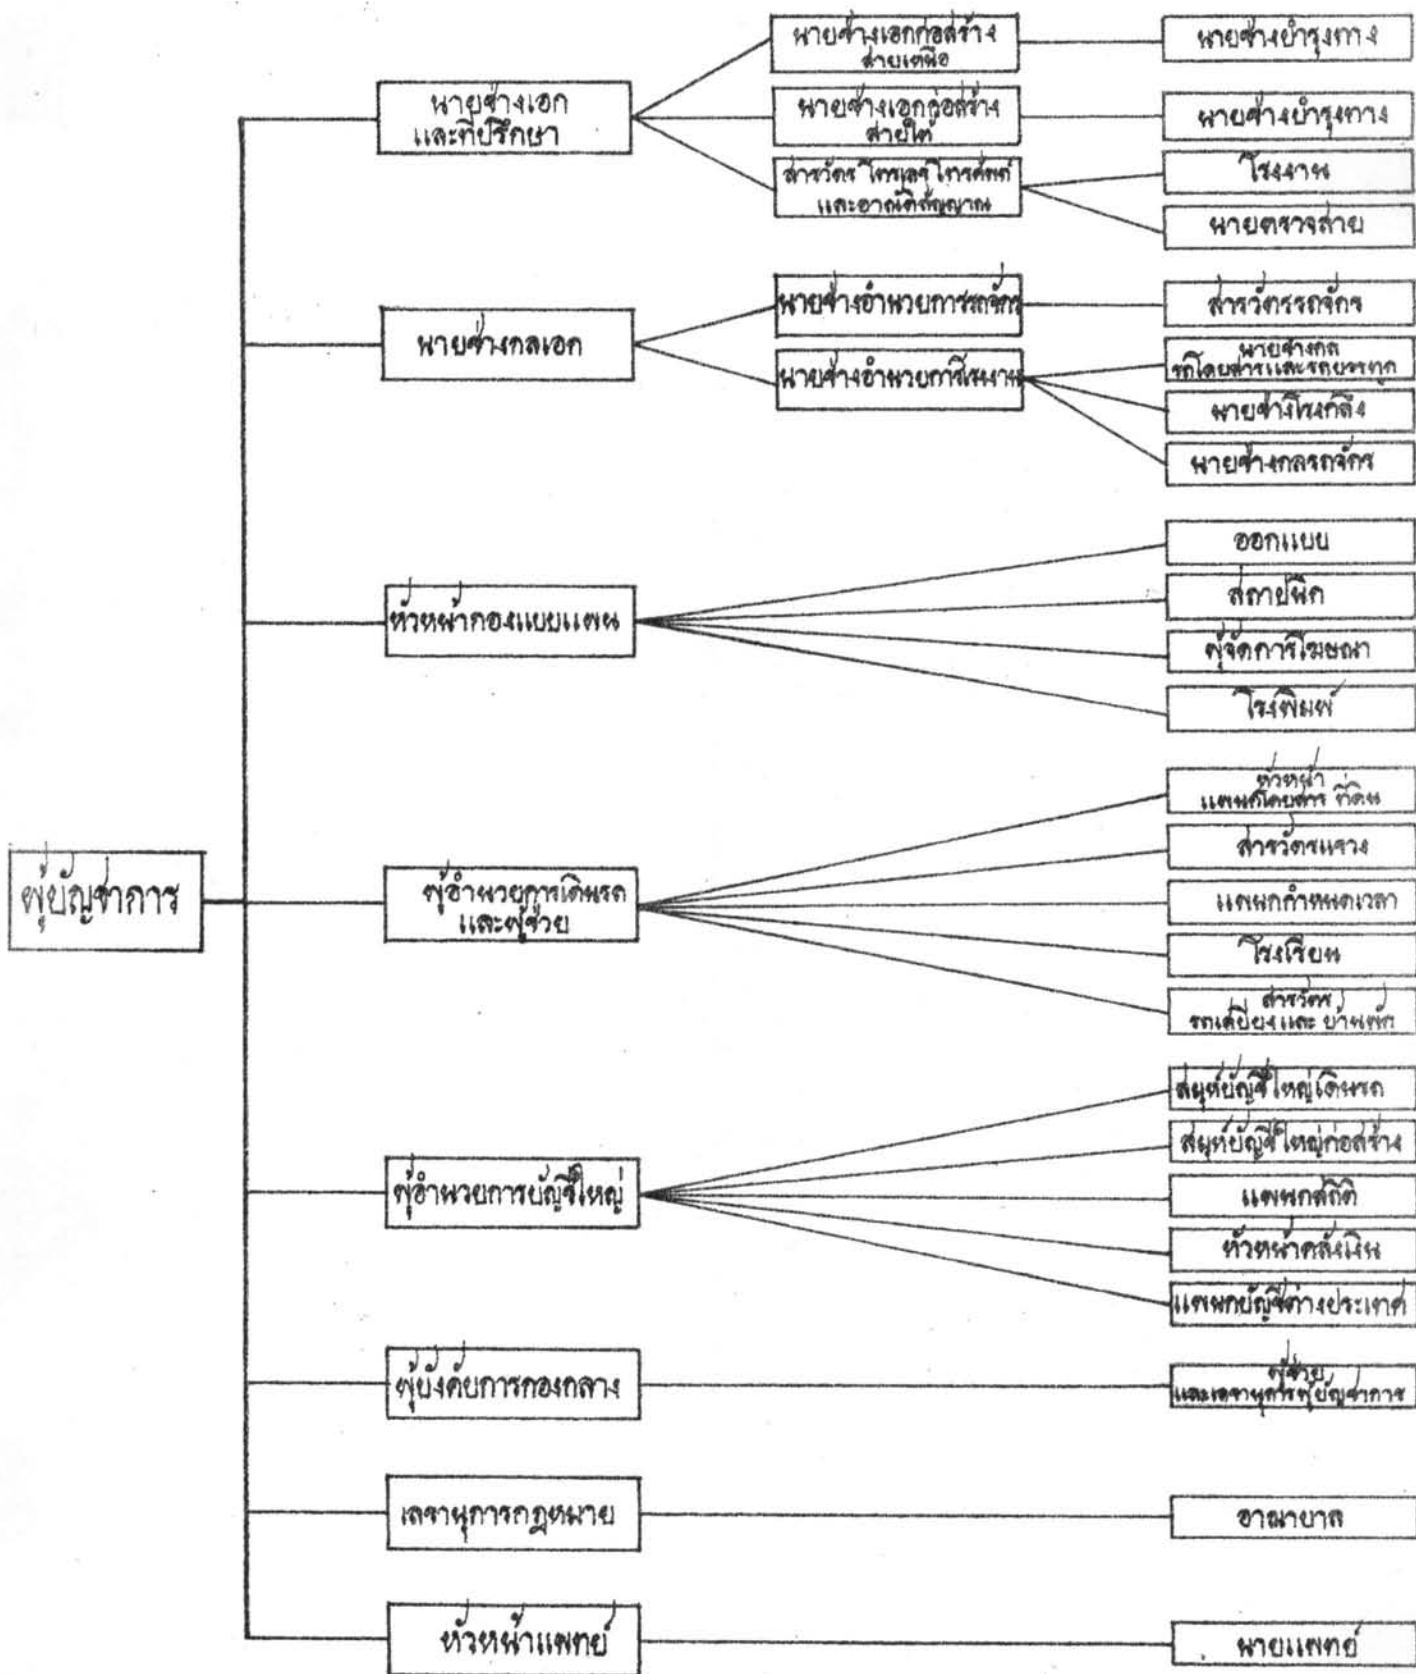 นายช่างเอก
และที่ปรึกษา
นายช่างเอกก่อสร้าง
สายเหนือ
นายช่างบำรุงทาง
นายช่างเอกก่อสร้าง
สายใต้
นายช่างบำรุงทาง
สารวัตร โทรเลข โทรศัพท์
และอาณัติสัญญาณ
โรงงาน
นายตรวจสาย
นายช่างกลเอก
นายช่างอำนวยการรถจักร
สารวัตรรถจักร
นายช่างอำนวยการโรงงาน
นายช่างกล
รถโดยสารและรถบรรทุก
นายช่างโรงกลึง
นายช่างกลรถจักร
หัวหน้ากองแบบแผน
ออกแบบ
สถาปนิก
ผู้จัดการโฆษณา
โรงพิมพ์
ผู้บัญชาการ
ผู้อำนวยการเดินรถ
และผู้ช่วย
หัวหน้า
แผนกโดยสาร ที่ดิน
สารวัตรแขวง
แผนกกำหนดเวลา
โรงเรียน
สารวัตร
รถเสบียงและ บ้านพัก
ผู้อำนวยการบัญชีใหญ่
สมุห์บัญชีใหญ่เดินรถ
สมุห์บัญชีใหญ่ก่อสร้าง
แผนกสถิติ
หัวหน้าคลังเงิน
แผนกบัญชีต่างประเทศ
ผู้บังคับการกองกลาง
ผู้ช่วย
และเลขานุการผู้บัญชาการ
เลขานุการกฎหมาย
อาณาบาล
หัวหน้าแพทย์
นายแพทย์